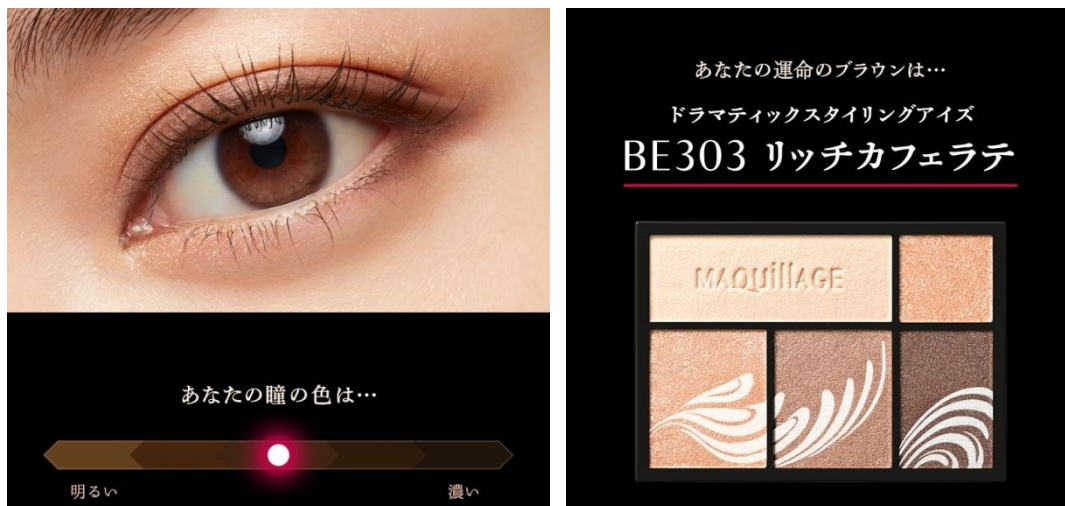 あなたの瞳の色は…
明るい
濃い
あなたの運命のブラウンは…
ドラマティックスタイリングアイズ
BE303 リッチカフェラテ
MAQuillAGE